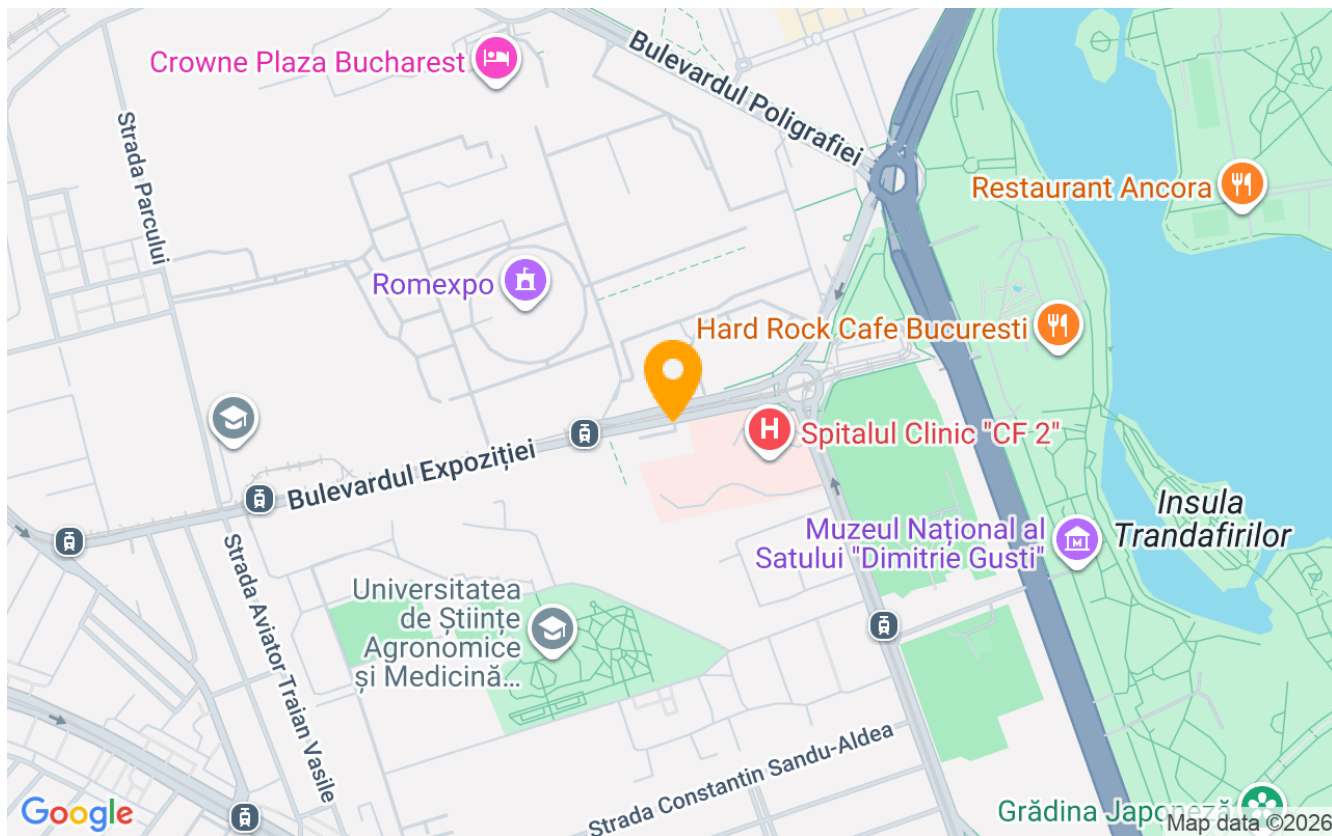 Crowne Plaza Bucharest
Bulevardul Poligrafiei
Strada Parcului
Restaurant Ancora
Romexpo
Hard Rock Cafe Bucuresti
H
Spitalul Clinic "CF 2"
Bulevardul Expoziției
Insula
Trandafirilor
Muzeul Național al
Satului "Dimitrie Gusti"
M
Strada Aviator Traian Vasile
Universitatea
de Științe
Agronomice
și Medicină...
Strada Constantin Sandu-Aldea
Grădina Japoneză
Google
Map data ©2026